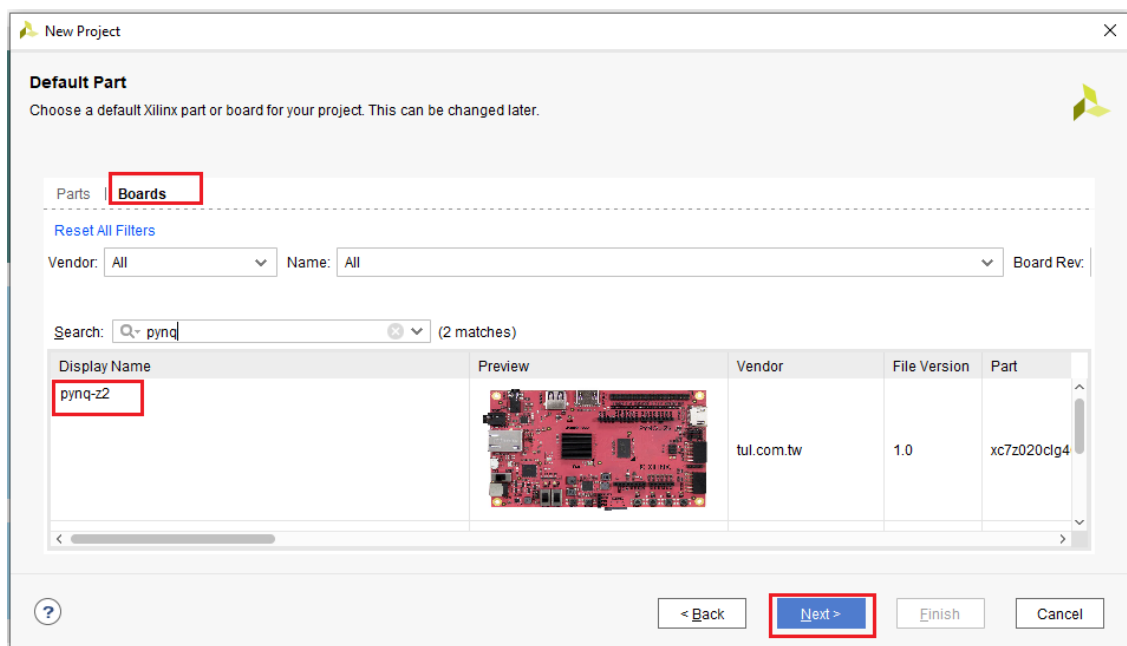 New Project
Default Part
Choose a default Xilinx part or board for your project. This can be changed later.
Parts | Boards
Reset All Filters
Vendor: All Name: All Board Rev:
Search: pynq (2 matches)
Display Name Preview Vendor File Version Part
pynq-z2 tul.com.tw 1.0 xc7z020clg4
? < Back Next > Finish Cancel